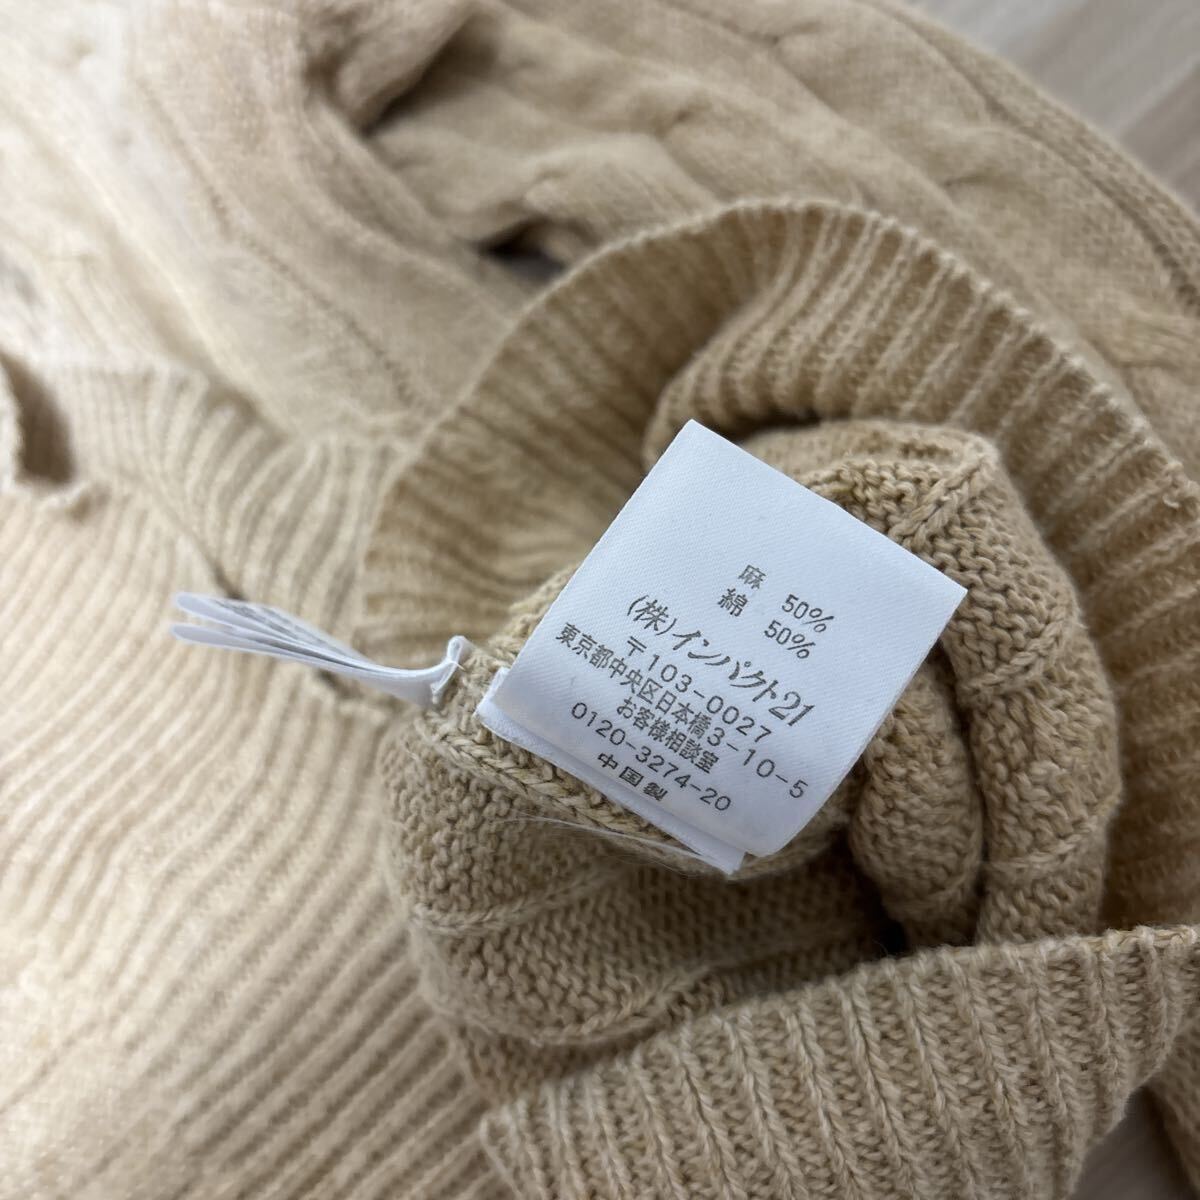 麻 50%
綿 50%
(株)インパクト21
〒103-0027
東京都中央区日本橋3-10-5
お客様相談室
0120-3274-20
中国製